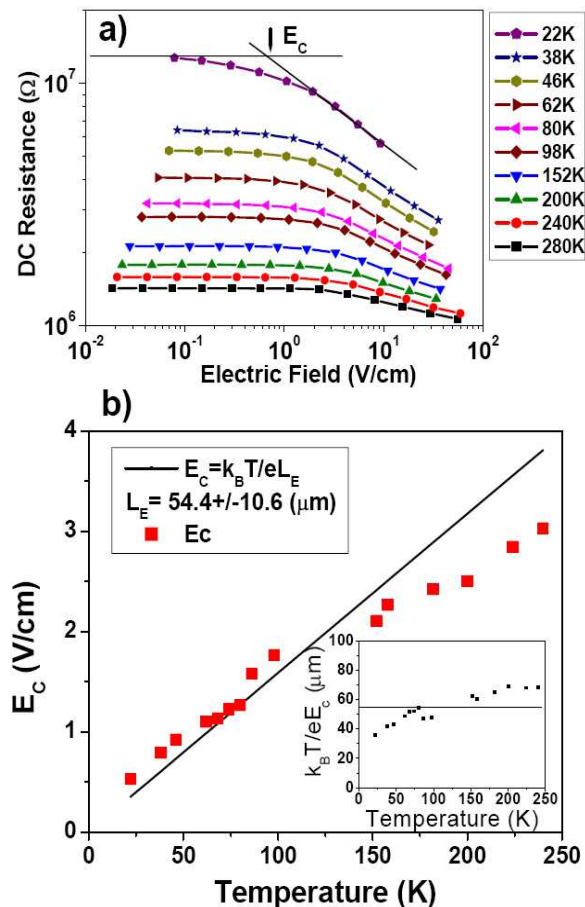 a)
E_C
22K
38K
46K
62K
80K
98K
152K
200K
240K
280K
DC Resistance (Ω)
10^7
10^6
10^-2 10^-1 10^0 10^1 10^2
Electric Field (V/cm)
b)
E_C=k_BT/eL_E
L_E= 54.4+/-10.6 (μm)
Ec
E_C (V/cm)
4
3
2
1
0
0 50 100 150 200 250
Temperature (K)
k_BT/eE_C (μm)
100
80
60
40
20
0
0 50 100 150 200 250
Temperature (K)